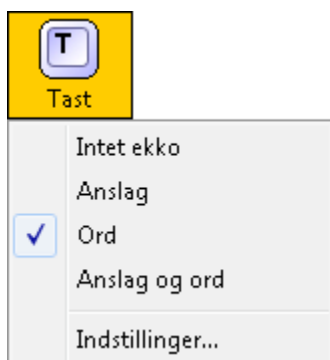 T
Tast
Intet ekko
Anslag
Ord
Anslag og ord
Indstillinger...